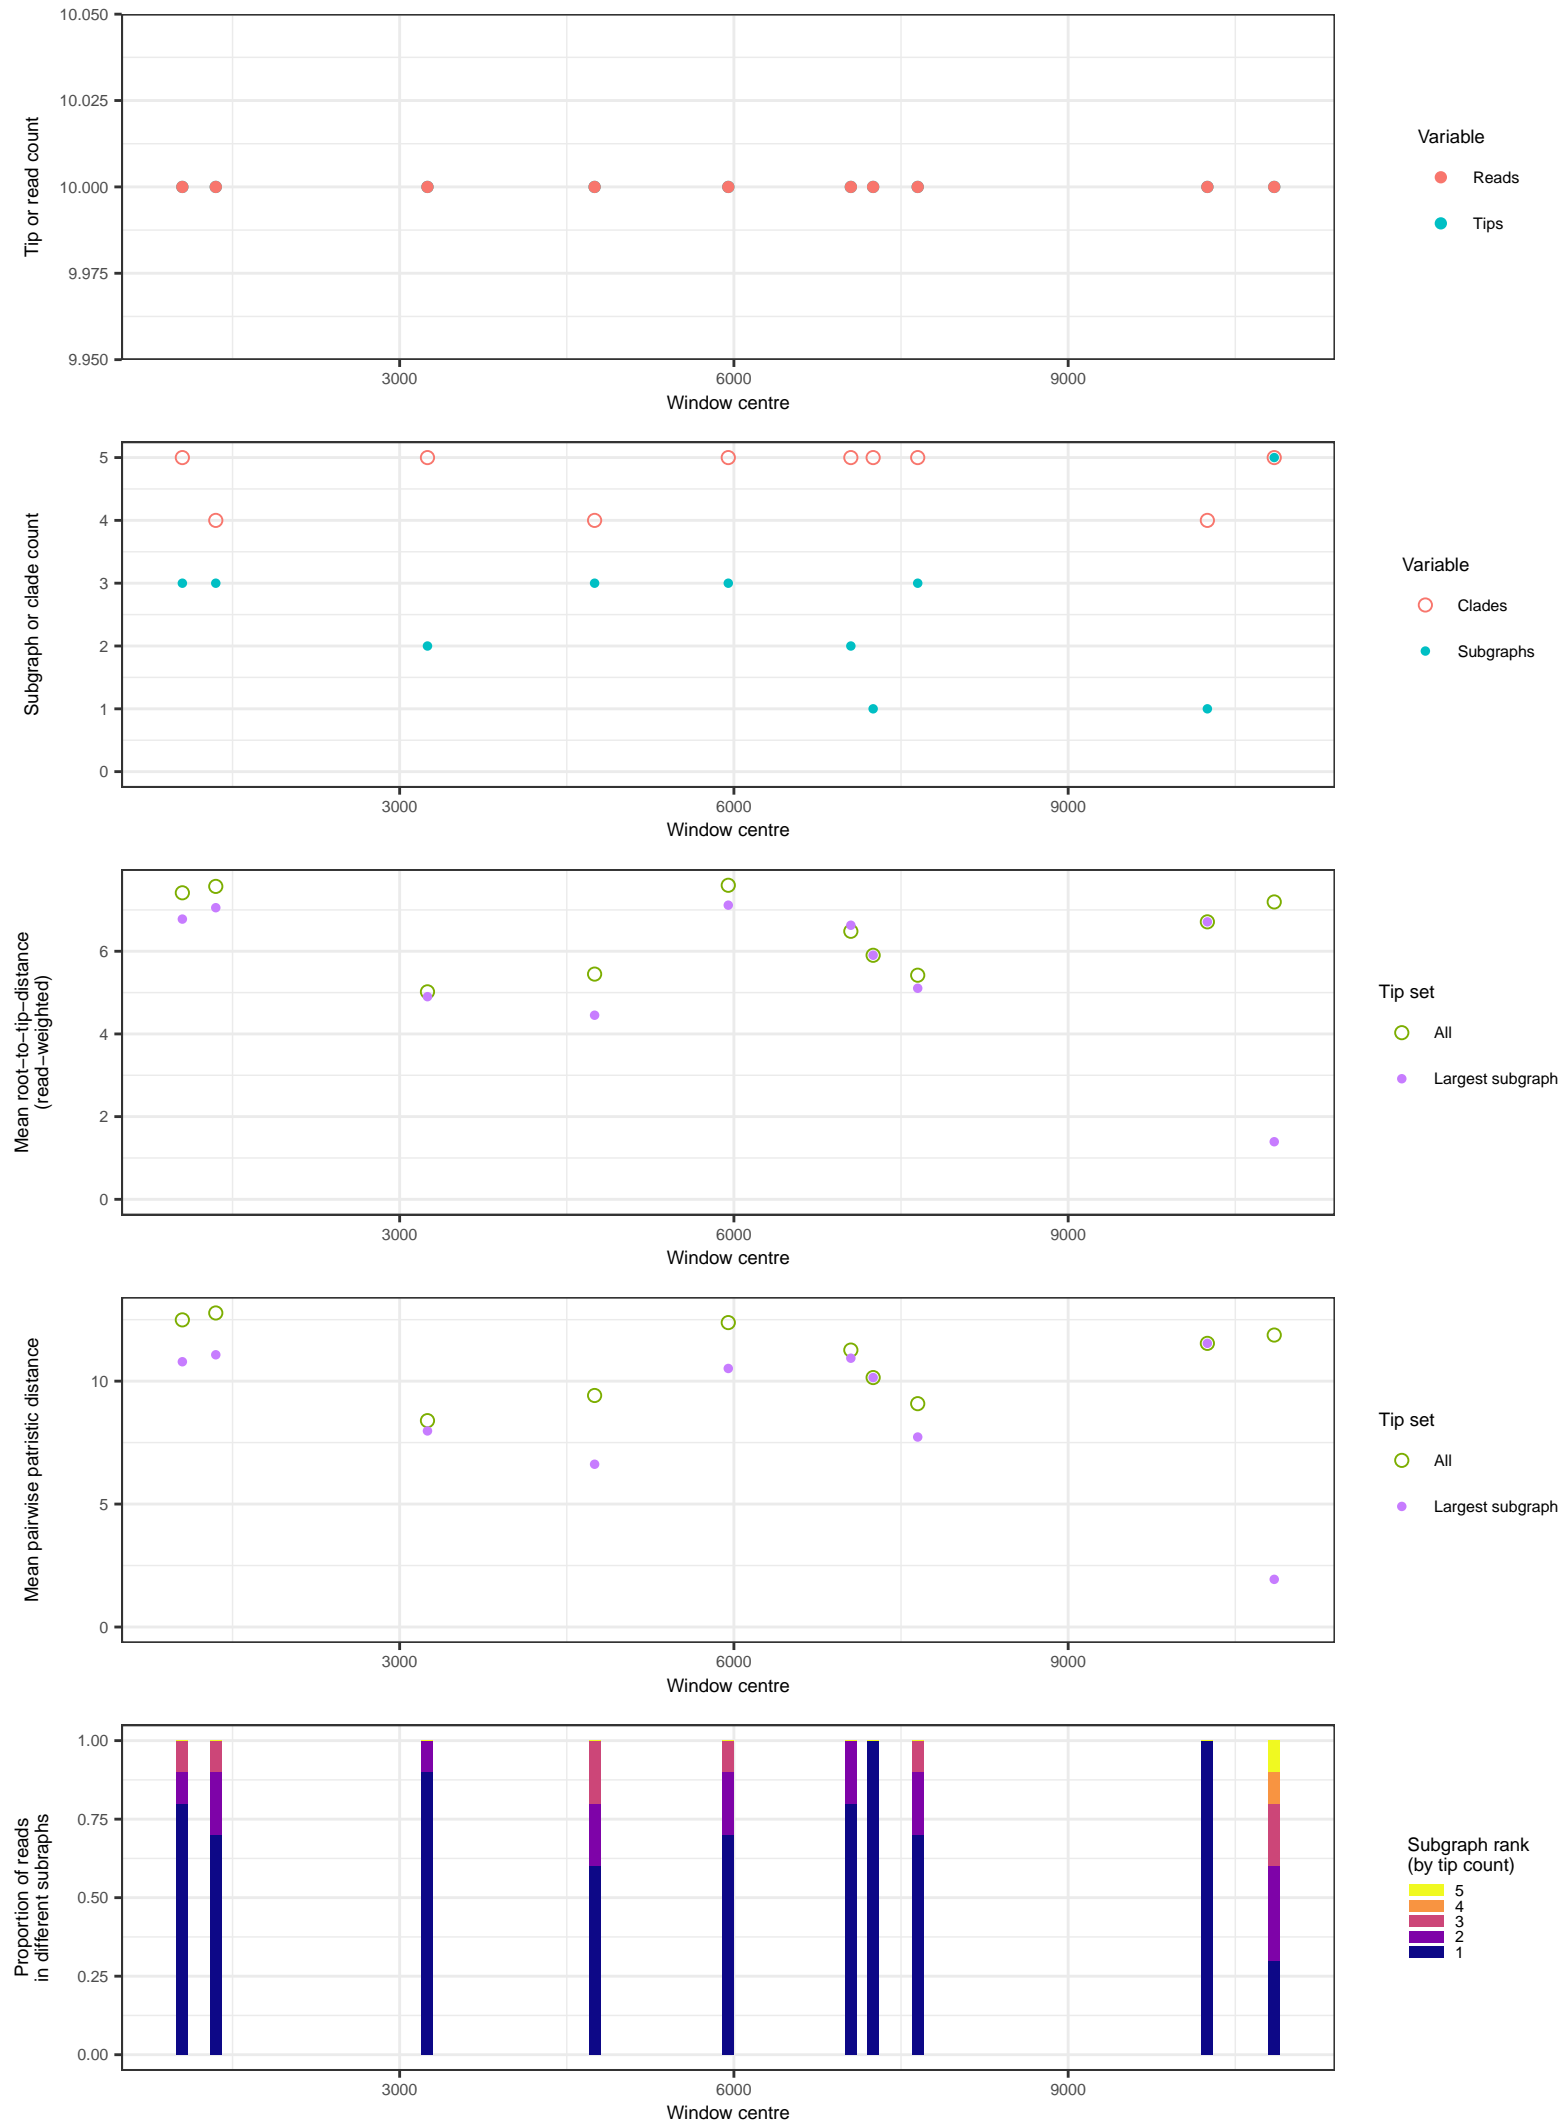 10.050
10.025
10.000
9.975
9.950
Tip or read count
3000
6000
9000
Window centre
Variable
Reads
Tips
5
4
3
2
1
0
Subgraph or clade count
3000
6000
9000
Window centre
Variable
Clades
Subgraphs
6
4
2
0
Mean root−to−tip−distance
(read−weighted)
3000
6000
9000
Window centre
Tip set
All
Largest subgraph
10
5
0
Mean pairwise patristic distance
3000
6000
9000
Window centre
Tip set
All
Largest subgraph
1.00
0.75
0.50
0.25
0.00
Proportion of reads
in different subraphs
3000
6000
9000
Window centre
Subgraph rank
(by tip count)
5
4
3
2
1